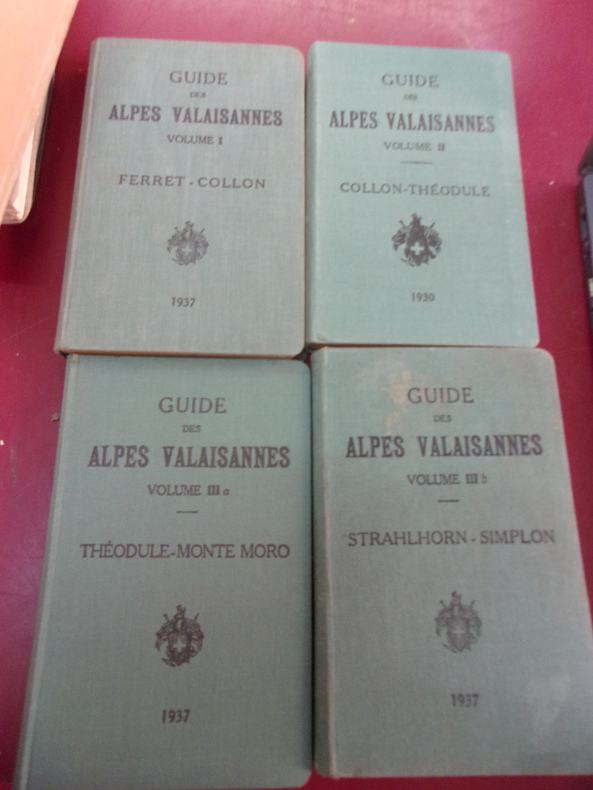 GUIDE
DES
ALPES VALAISANNES
VOLUME I
FERRET - COLLON
1937
GUIDE
DES
ALPES VALAISANNES
VOLUME II
COLLON-THÉODULE
1930
GUIDE
DES
ALPES VALAISANNES
VOLUME III a
THÉODULE-MONTE MORO
1937
GUIDE
DES
ALPES VALAISANNES
VOLUME III b
STRAHLHORN - SIMPLON
1937